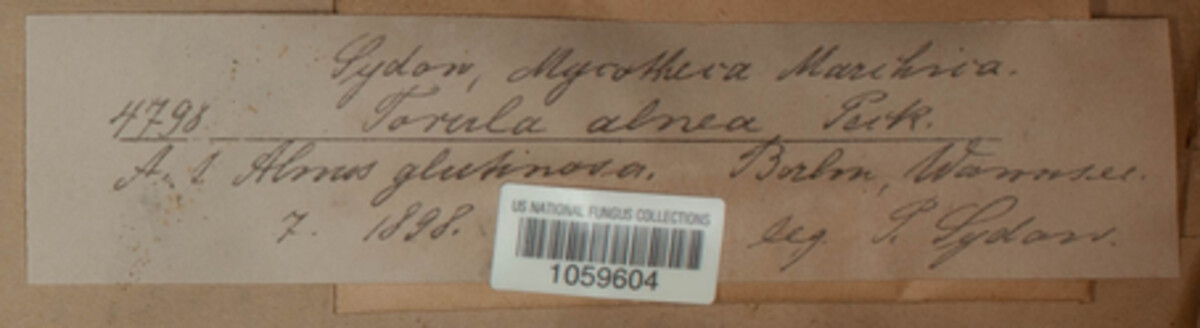 Sydow, Mycotheca Marchica.
4798 Torula alnea Peck.
A. t. Alnus glutinosa. Berlin, Wannsee.
7. 1898. leg. P. Sydow.
US NATIONAL FUNGUS COLLECTIONS
1059604